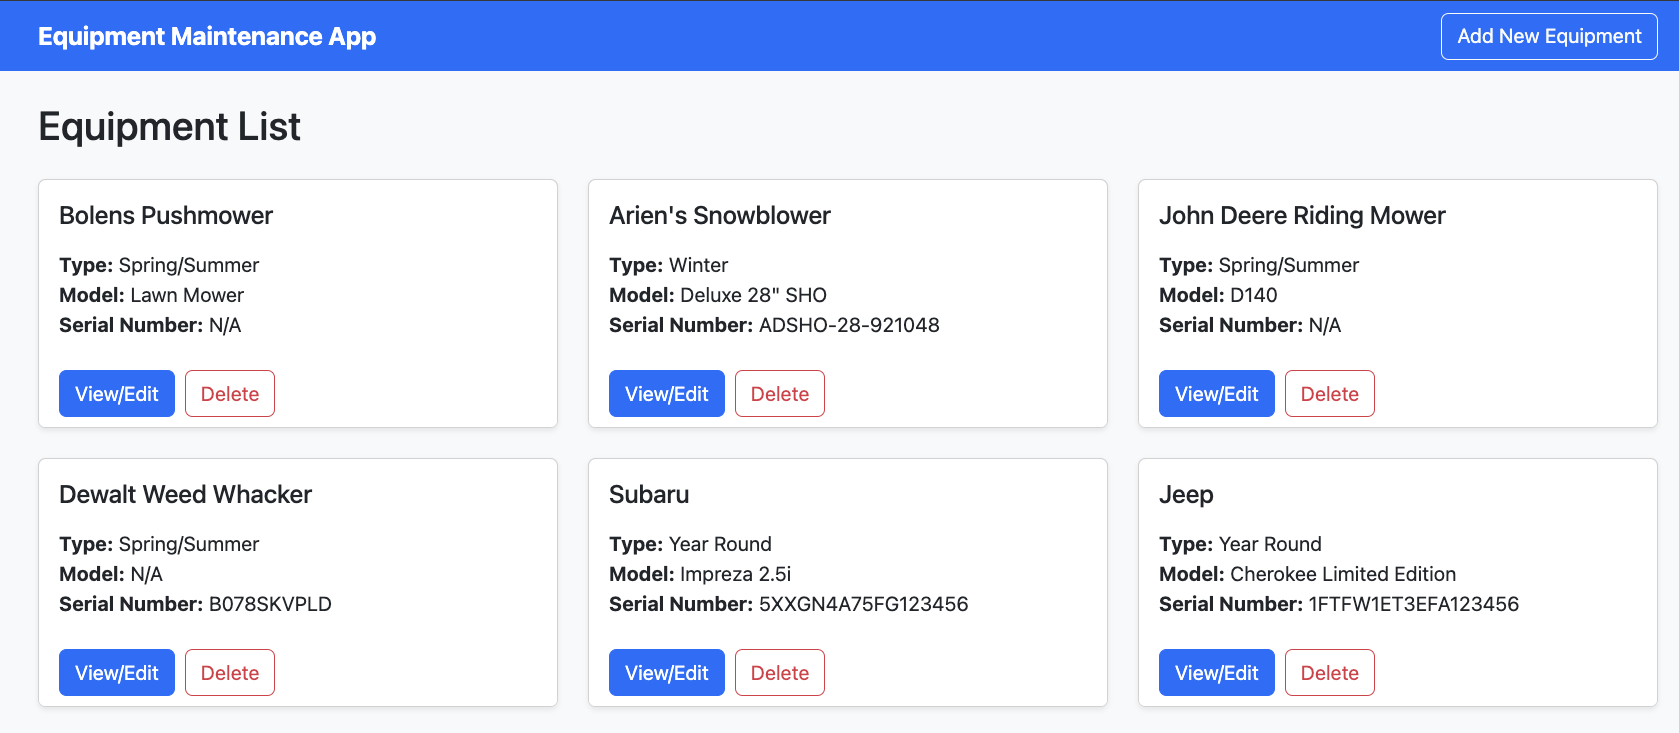 Equipment Maintenance App
Add New Equipment
Equipment List
Bolens Pushmower
Type: Spring/Summer
Model: Lawn Mower
Serial Number: N/A
View/Edit
Delete
Arien's Snowblower
Type: Winter
Model: Deluxe 28" SHO
Serial Number: ADSHO-28-921048
View/Edit
Delete
John Deere Riding Mower
Type: Spring/Summer
Model: D140
Serial Number: N/A
View/Edit
Delete
Dewalt Weed Whacker
Type: Spring/Summer
Model: N/A
Serial Number: B078SKVPLD
View/Edit
Delete
Subaru
Type: Year Round
Model: Impreza 2.5i
Serial Number: 5XXGN4A75FG123456
View/Edit
Delete
Jeep
Type: Year Round
Model: Cherokee Limited Edition
Serial Number: 1FTFW1ET3EFA123456
View/Edit
Delete